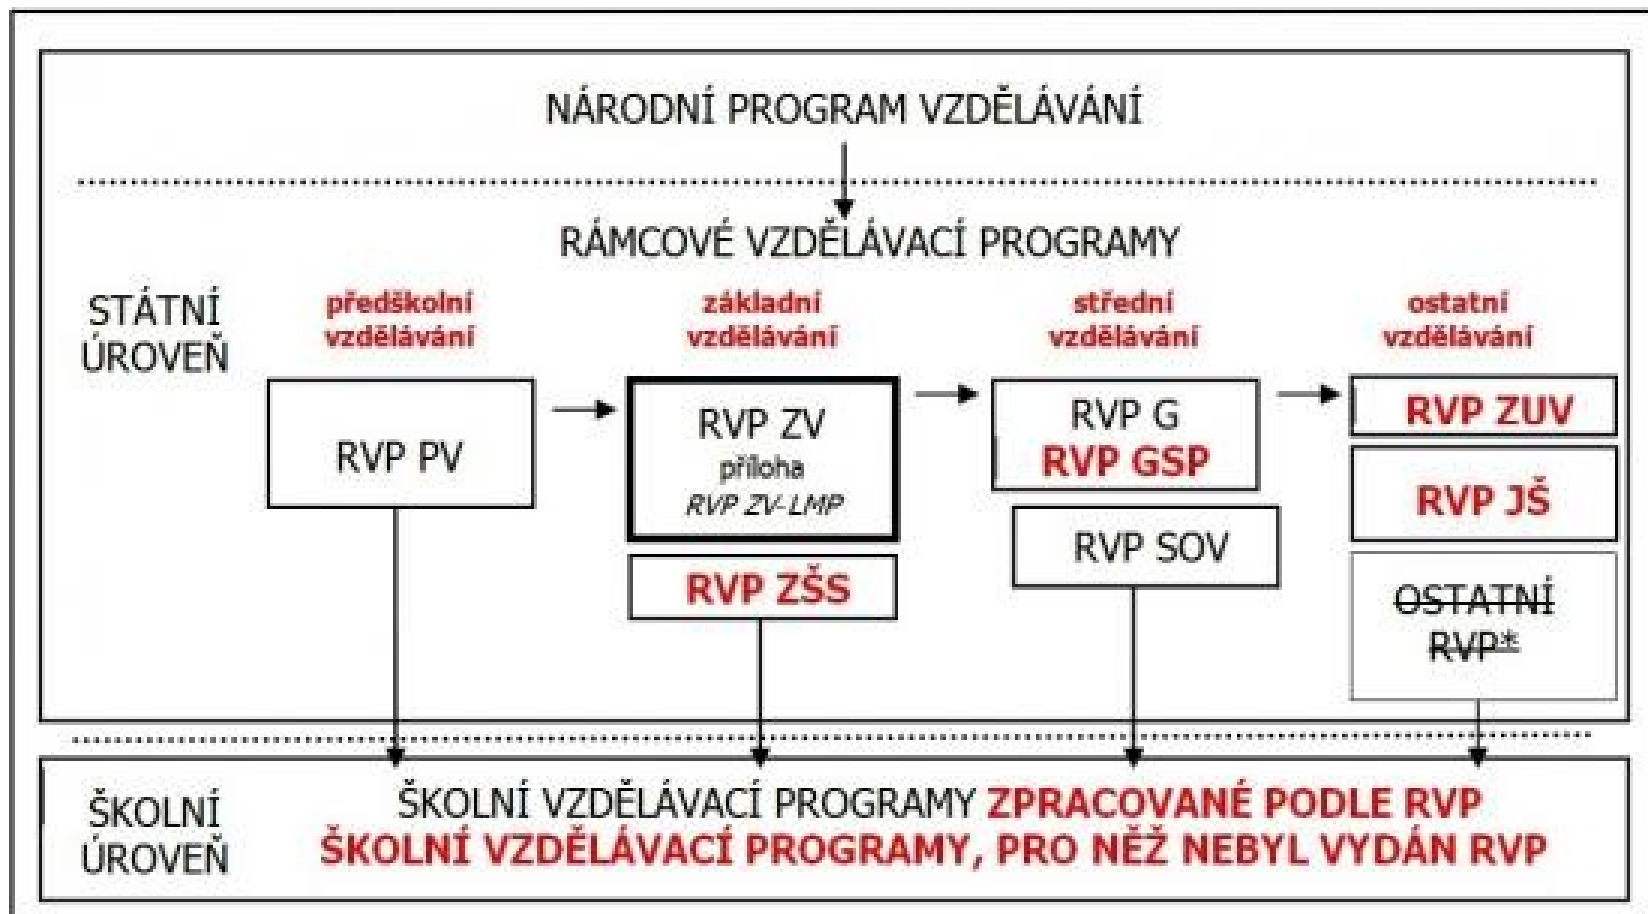 NÁRODNÍ PROGRAM VZDĚLÁVÁNÍ
RÁMCOVÉ VZDĚLÁVACÍ PROGRAMY
STÁTNÍ
ÚROVEŇ
předškolní
vzdělávání
základní
vzdělávání
střední
vzdělávání
ostatní
vzdělávání
RVP PV
RVP ZV
příloha
RVP ZV-LMP
RVP ZŠS
RVP G
RVP GSP
RVP SOV
RVP ZUV
RVP JŠ
OSTATNÍ
RVP*
ŠKOLNÍ
ÚROVEŇ
ŠKOLNÍ VZDĚLÁVACÍ PROGRAMY ZPRACOVANÉ PODLE RVP
ŠKOLNÍ VZDĚLÁVACÍ PROGRAMY, PRO NĚŽ NEBYL VYDÁN RVP